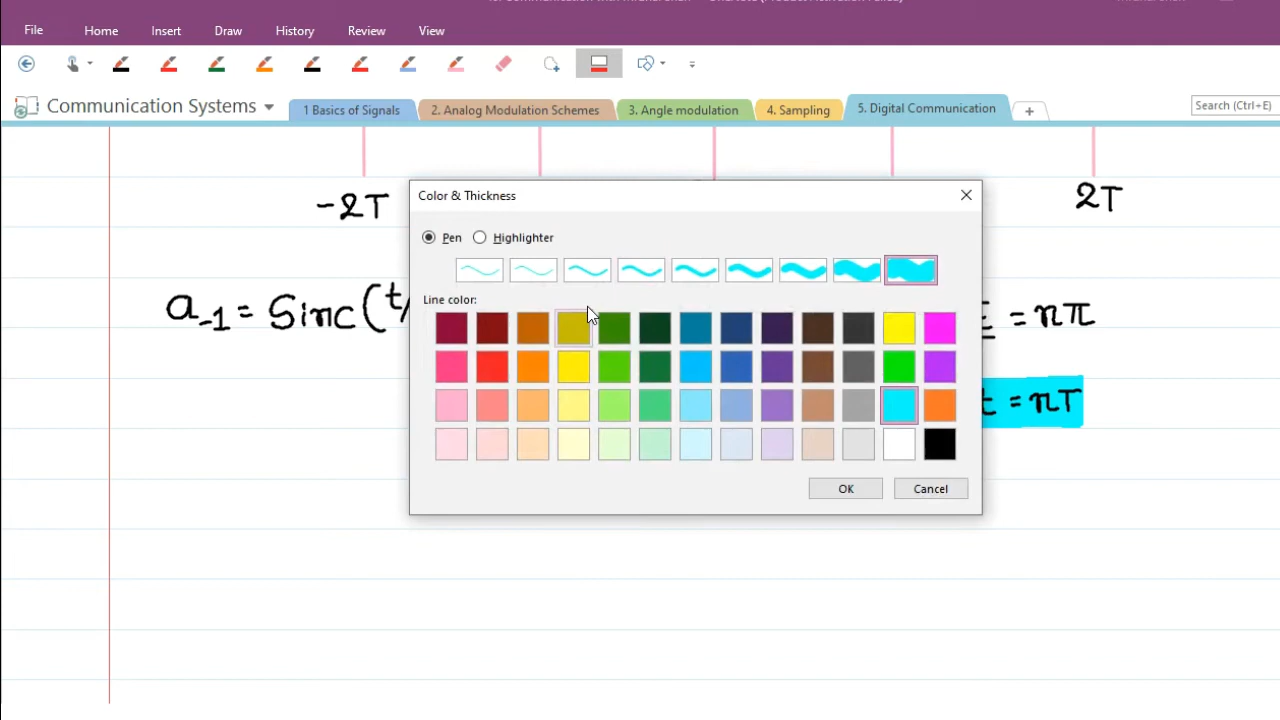 File Home Insert Draw History Review View
Communication Systems 1 Basics of Signals 2. Analog Modulation Schemes 3. Angle modulation 4. Sampling 5. Digital Communication + Search (Ctrl+E)
-2T 2T
Color & Thickness
Pen Highlighter
Line color:
a-1 = Sinc(t/ = nπ
t = nT
OK Cancel